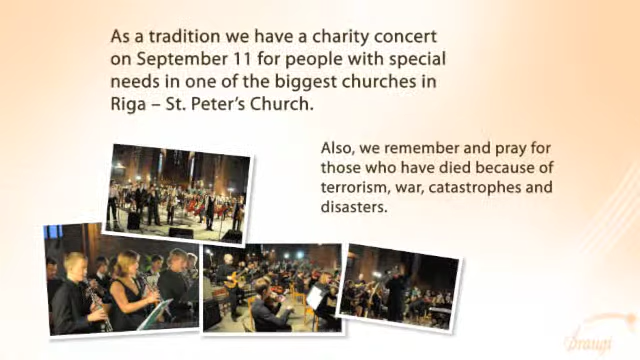 As a tradition we have a charity concert
on September 11 for people with special
needs in one of the biggest churches in
Riga – St. Peter's Church.
Also, we remember and pray for
those who have died because of
terrorism, war, catastrophes and
disasters.
Draugi